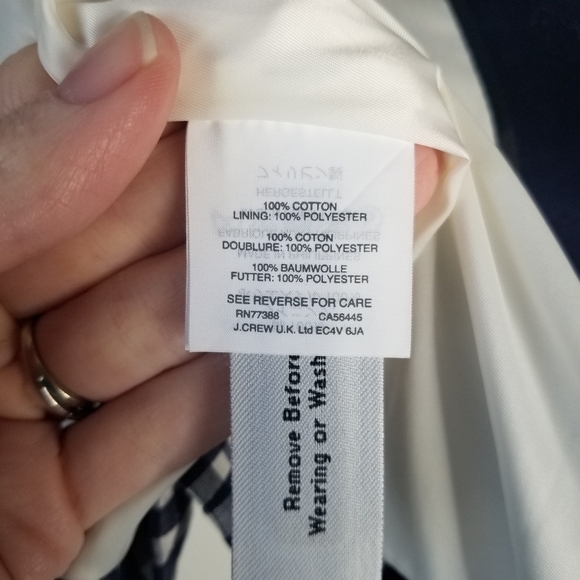 100% COTTON
LINING: 100% POLYESTER
100% COTON
DOUBLURE: 100% POLYESTER
100% BAUMWOLLE
FUTTER: 100% POLYESTER
SEE REVERSE FOR CARE
RN77388 CA56445
J.CREW U.K. Ltd EC4V 6JA
Remove Before
Wearing or Wash